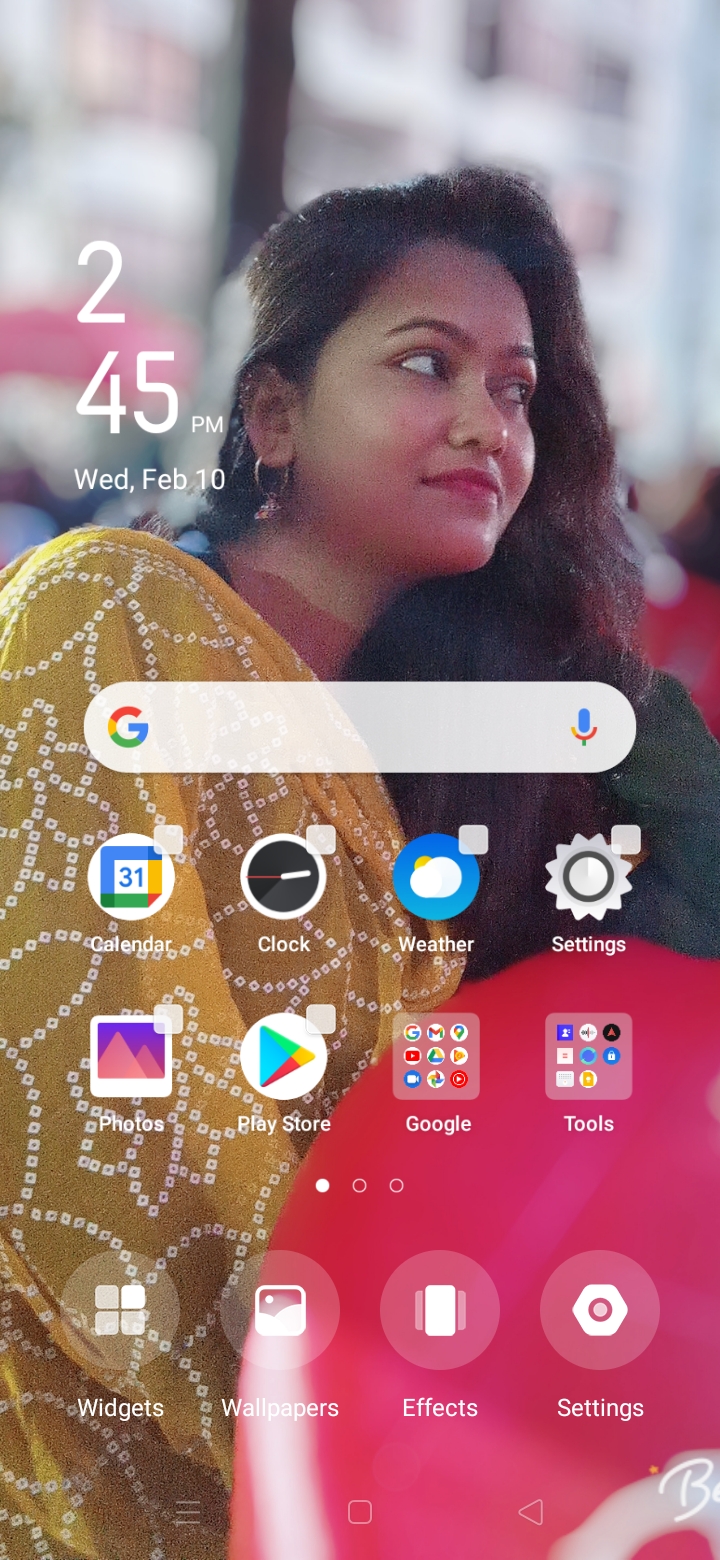 2
45 PM
Wed, Feb 10
G
31
Calendar
Clock
Weather
Settings
Photos
Play Store
Google
Tools
Widgets
Wallpapers
Effects
Settings
Be